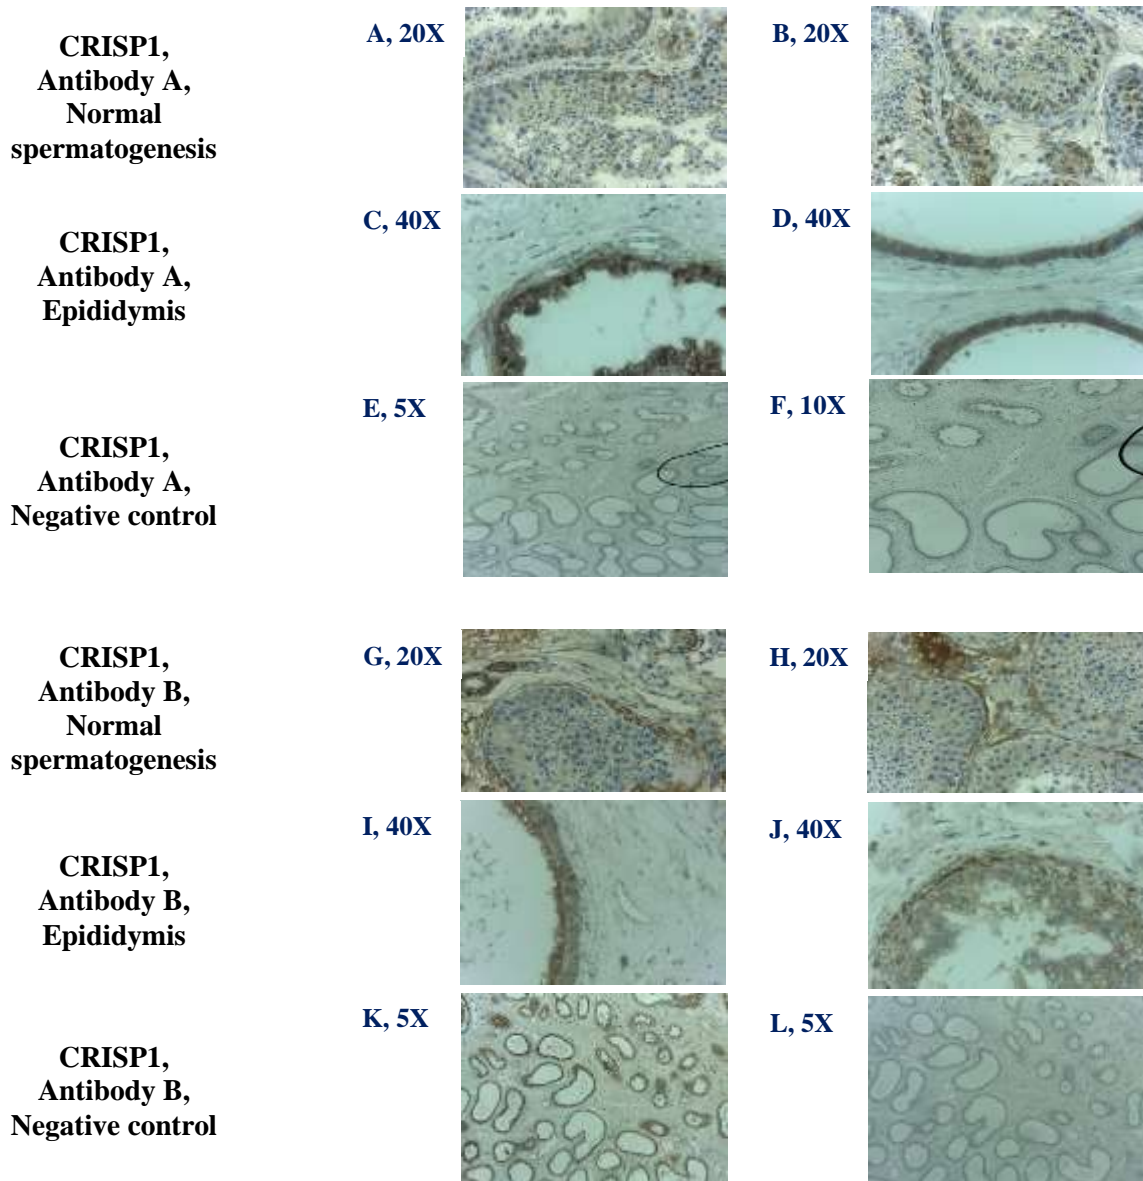 CRISP1,
Antibody A,
Normal
spermatogenesis
A, 20X
B, 20X
CRISP1,
Antibody A,
Epididymis
C, 40X
D, 40X
CRISP1,
Antibody A,
Negative control
E, 5X
F, 10X
CRISP1,
Antibody B,
Normal
spermatogenesis
G, 20X
H, 20X
CRISP1,
Antibody B,
Epididymis
I, 40X
J, 40X
CRISP1,
Antibody B,
Negative control
K, 5X
L, 5X